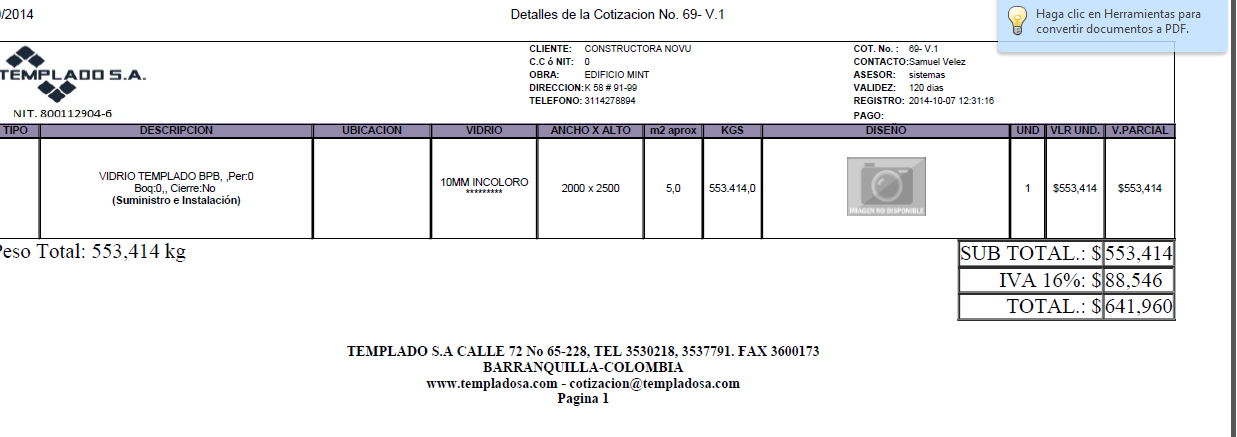 /2014
Detalles de la Cotizacion No. 69- V.1
Haga clic en Herramientas para
convertir documentos a PDF.
TEMPLADO S.A.
NIT. 800112904-6
CLIENTE: CONSTRUCTORA NOVU
C.C ó NIT: 0
OBRA: EDIFICIO MINT
DIRECCION:K 58 # 91-99
TELEFONO: 3114278894
COT. No. : 69- V.1
CONTACTO:Samuel Velez
ASESOR: sistemas
VALIDEZ: 120 dias
REGISTRO: 2014-10-07 12:31:16
PAGO:
TIPO DESCRIPCION UBICACION VIDRIO ANCHO X ALTO m2 aprox KGS DISEÑO UND VLR UND. V.PARCIAL
VIDRIO TEMPLADO BPB, ,Per:0
Boq:0,, Cierre:No
(Suministro e Instalación)
10MM INCOLORO
*********
2000 x 2500
5,0
553.414,0
IMAGEN NO DISPONIBLE
1
$553,414
$553,414
Peso Total: 553,414 kg
SUB TOTAL.: $ 553,414
IVA 16%: $ 88,546
TOTAL.: $ 641,960
TEMPLADO S.A CALLE 72 No 65-228, TEL 3530218, 3537791. FAX 3600173
BARRANQUILLA-COLOMBIA
www.templadosa.com - cotizacion@templadosa.com
Pagina 1